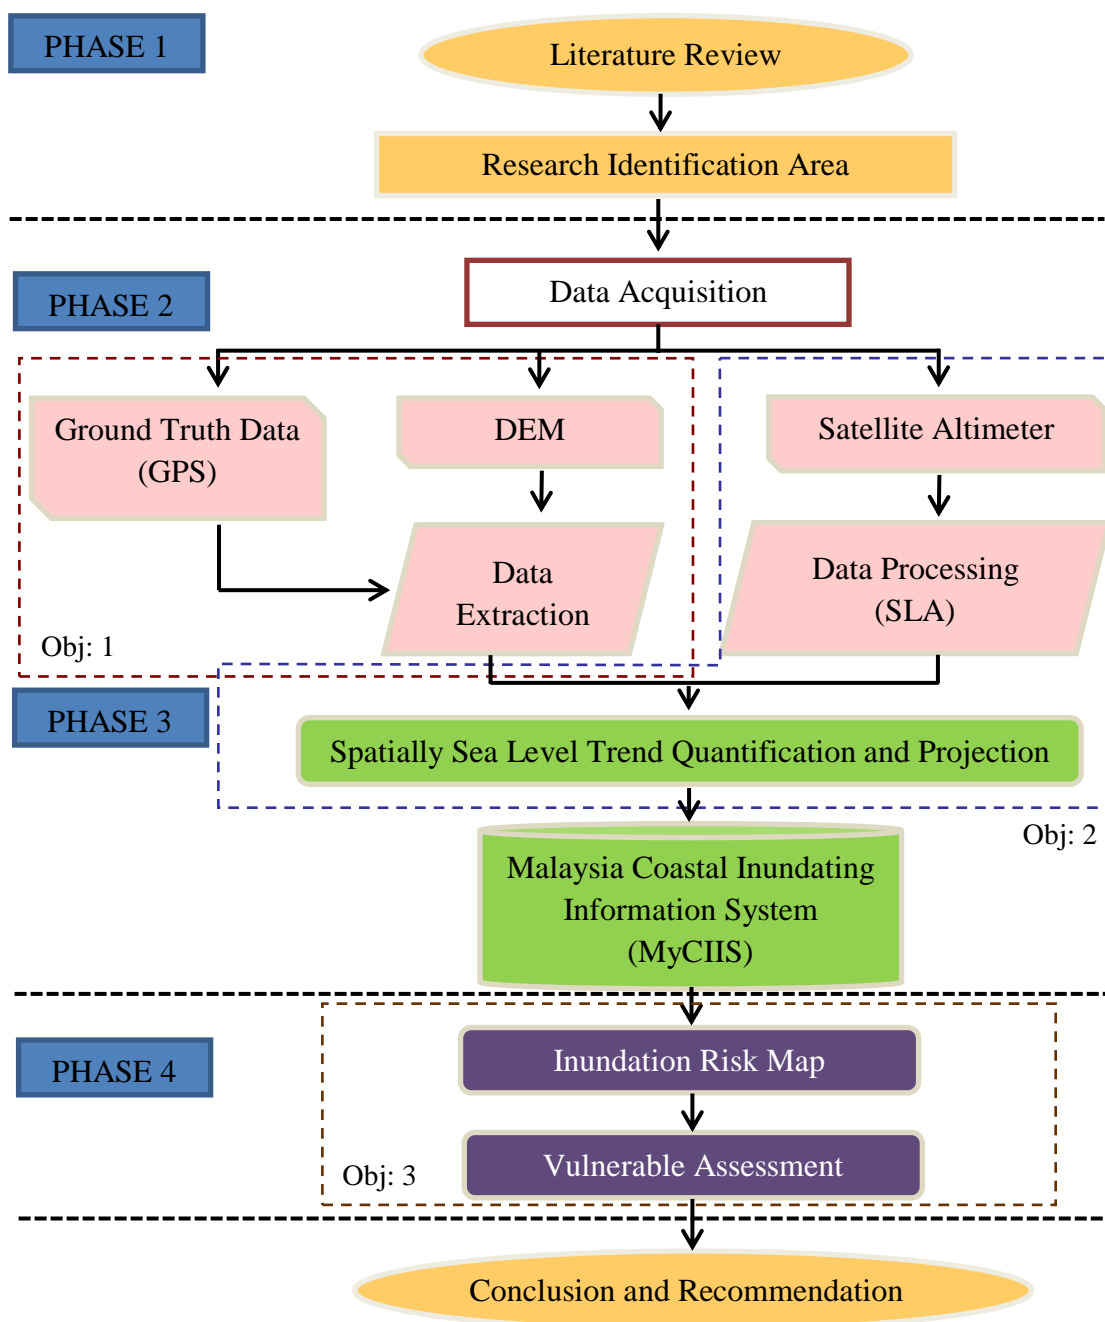 PHASE 1
Literature Review
Research Identification Area
PHASE 2
Data Acquisition
Ground Truth Data
(GPS)
DEM
Satellite Altimeter
Data
Extraction
Data Processing
(SLA)
Obj: 1
PHASE 3
Spatially Sea Level Trend Quantification and Projection
Obj: 2
Malaysia Coastal Inundating
Information System
(MyCIIS)
PHASE 4
Inundation Risk Map
Vulnerable Assessment
Obj: 3
Conclusion and Recommendation